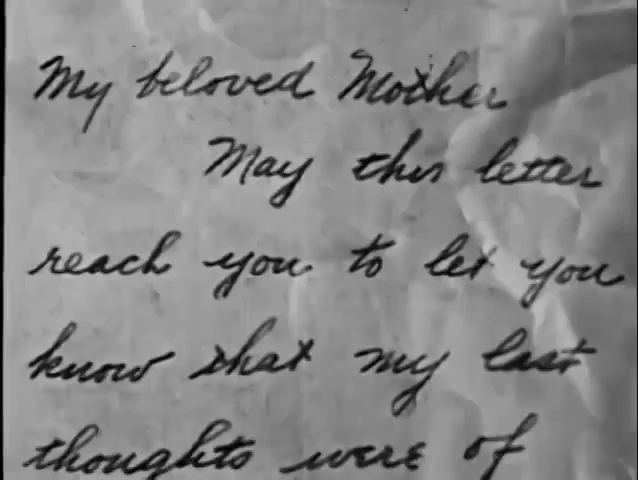 My beloved Mother
May this letter
reach you to let you
know that my last
thoughts were of